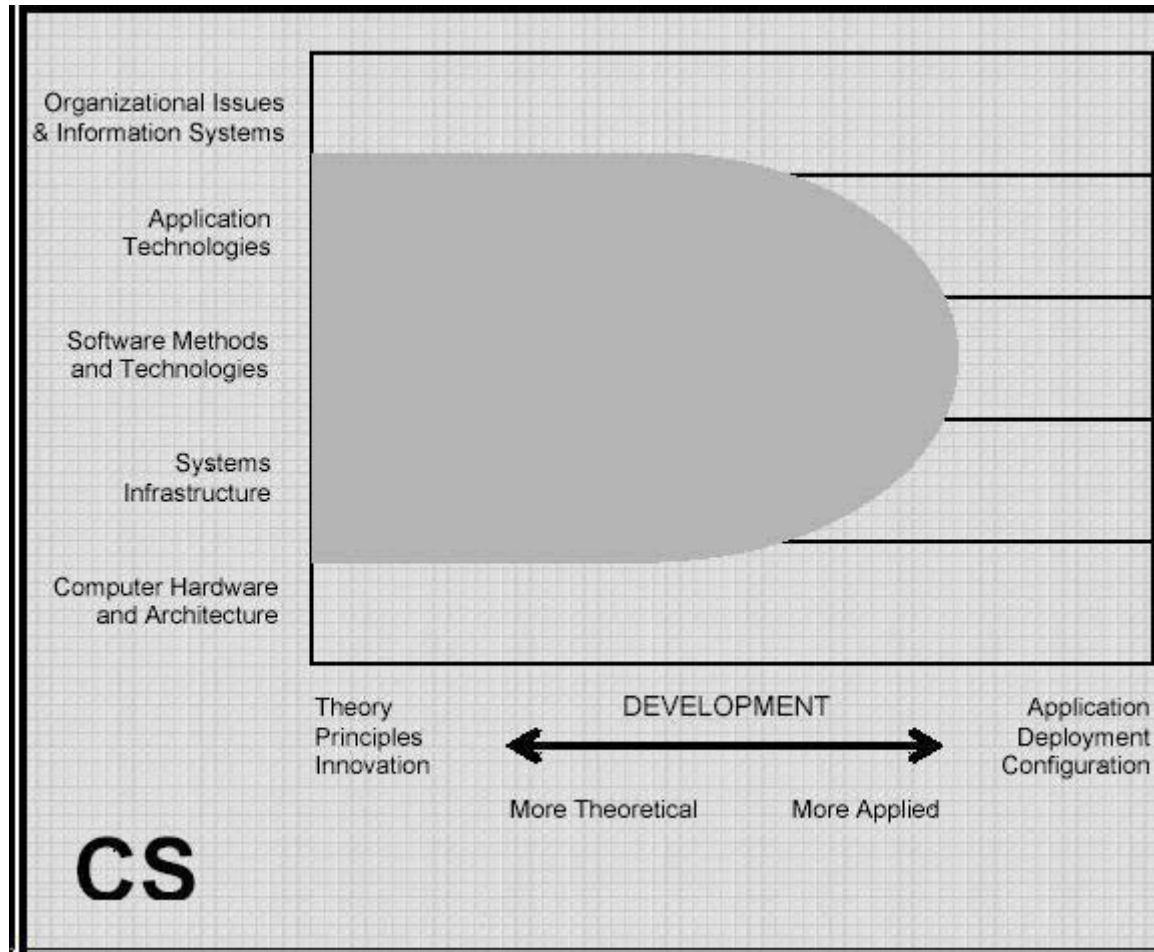 Organizational Issues
& Information Systems
Application
Technologies
Software Methods
and Technologies
Systems
Infrastructure
Computer Hardware
and Architecture
Theory
Principles
Innovation
DEVELOPMENT
Application
Deployment
Configuration
More Theoretical
More Applied
CS